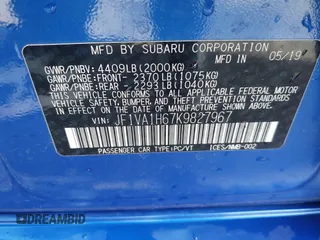 MFD BY SUBARU CORPORATION 05/19
GVWR/PNBV: 4409LB(2000KG)
GAWR/PNBE:FRONT- 2370LB(1075KG)
GAWR/PNBE:REAR - 2293LB(1040KG)
THIS VEHICLE CONFORMS TO ALL APPLICABLE FEDERAL MOTOR
VEHICLE SAFETY, BUMPER, AND THEFT PREVENTION STANDARDS
IN EFFECT ON THE DATE OF MANUFACTURE SHOWN ABOVE.
VIN: JF1VA1H67K9827967
PASSENGER CAR TYPE:PC/VT ICES/NMB-002
DREAMBID